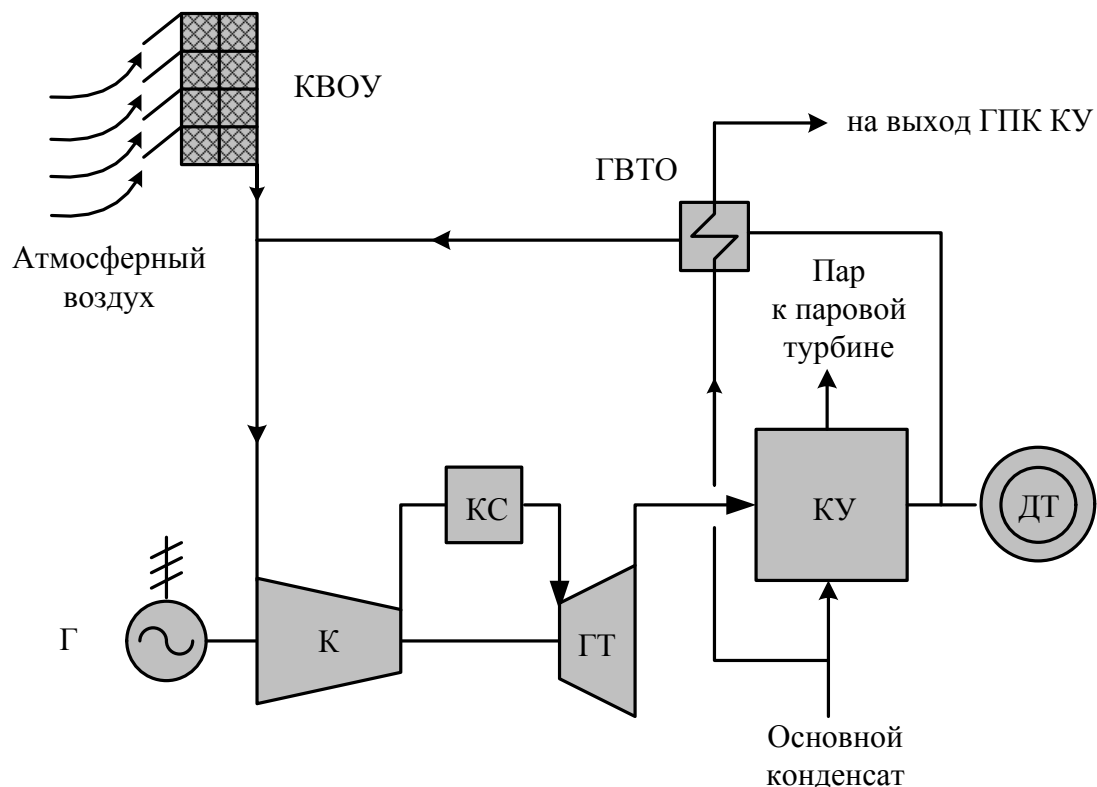 КВОУ
на выход ГПК КУ
ГВТО
Атмосферный
воздух
Пар
к паровой
турбине
КС
КУ
ДТ
Г
К
ГТ
Основной
конденсат